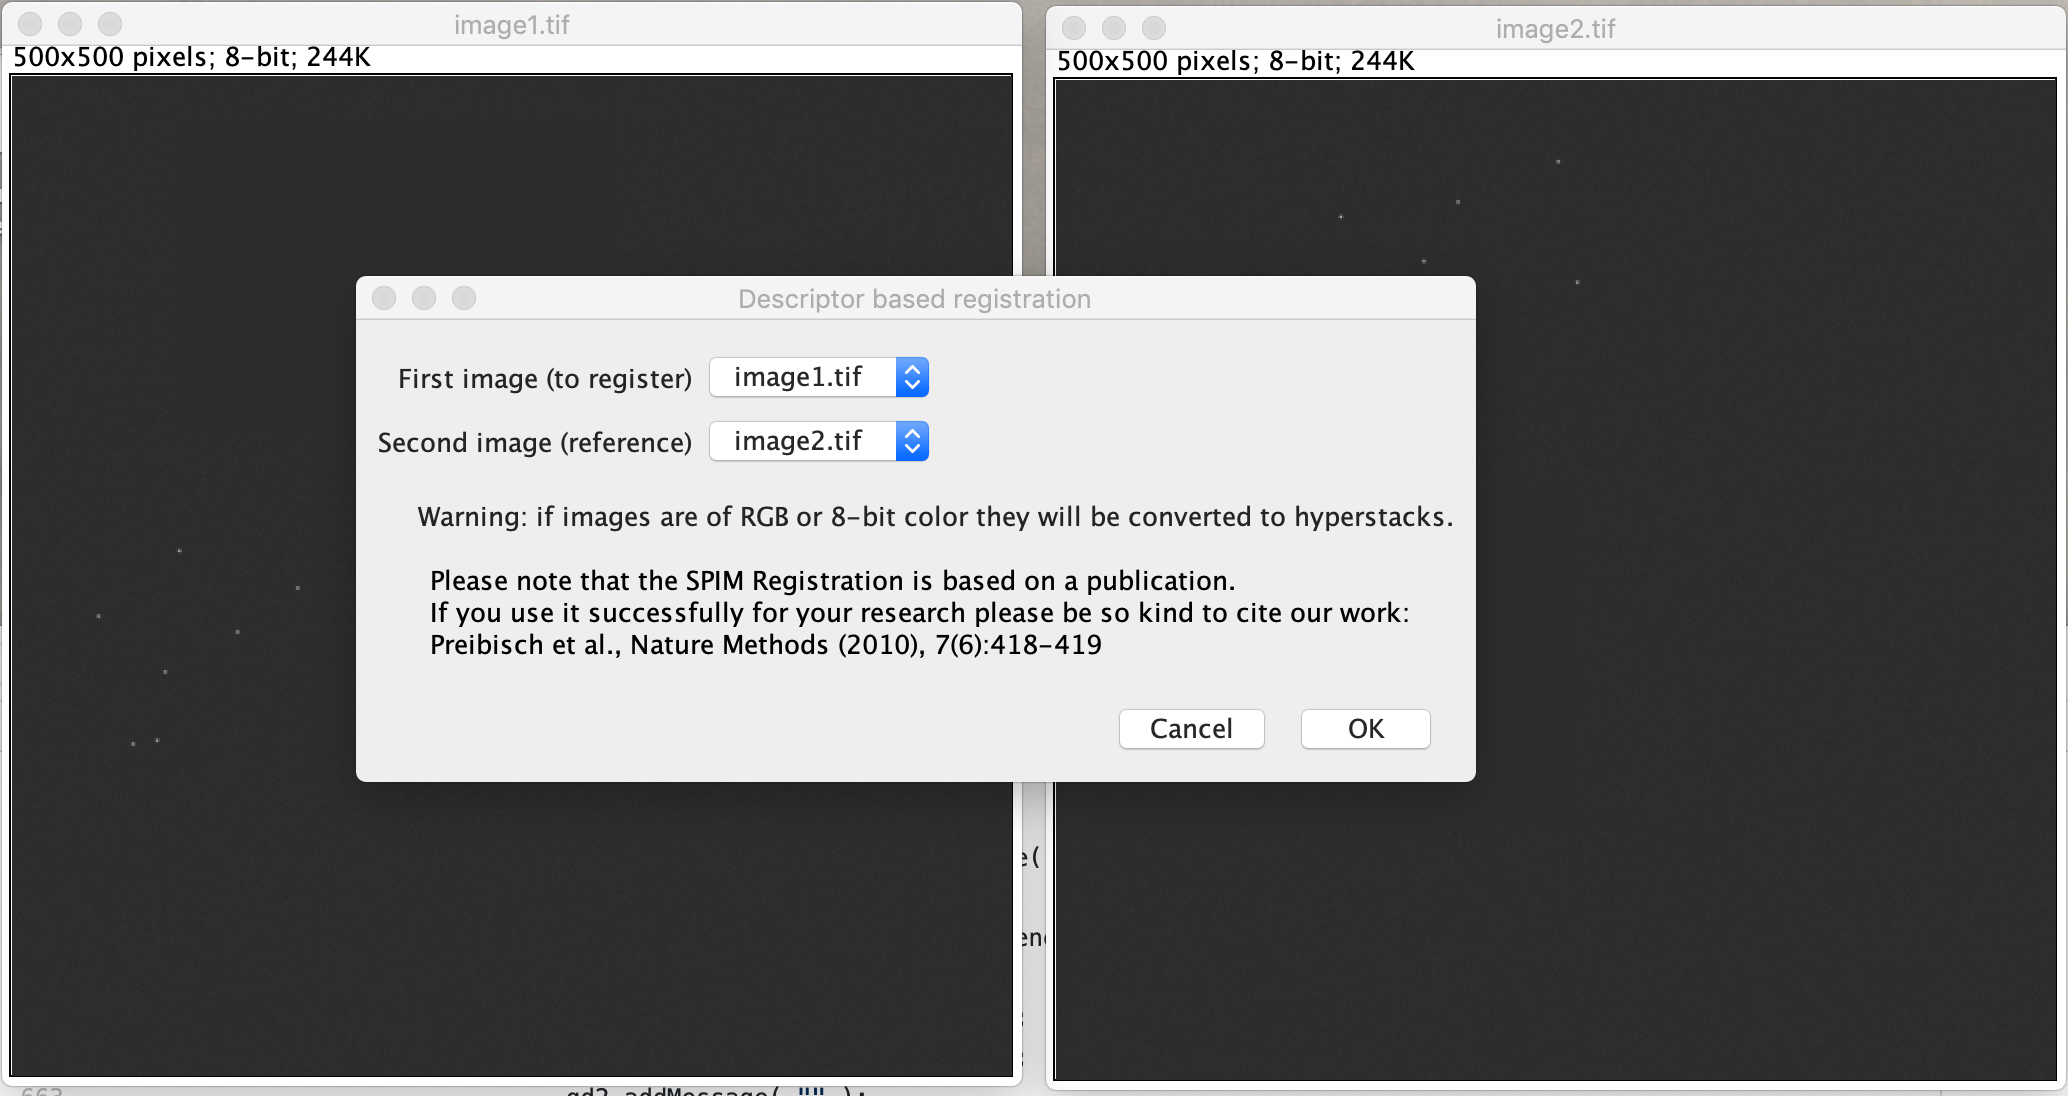 image1.tif
500x500 pixels; 8-bit; 244K
image2.tif
500x500 pixels; 8-bit; 244K
Descriptor based registration
First image (to register) image1.tif
Second image (reference) image2.tif
Warning: if images are of RGB or 8-bit color they will be converted to hyperstacks.
Please note that the SPIM Registration is based on a publication.
If you use it successfully for your research please be so kind to cite our work:
Preibisch et al., Nature Methods (2010), 7(6):418-419
Cancel OK
e(
en
663 gd2.addMessage( "" );